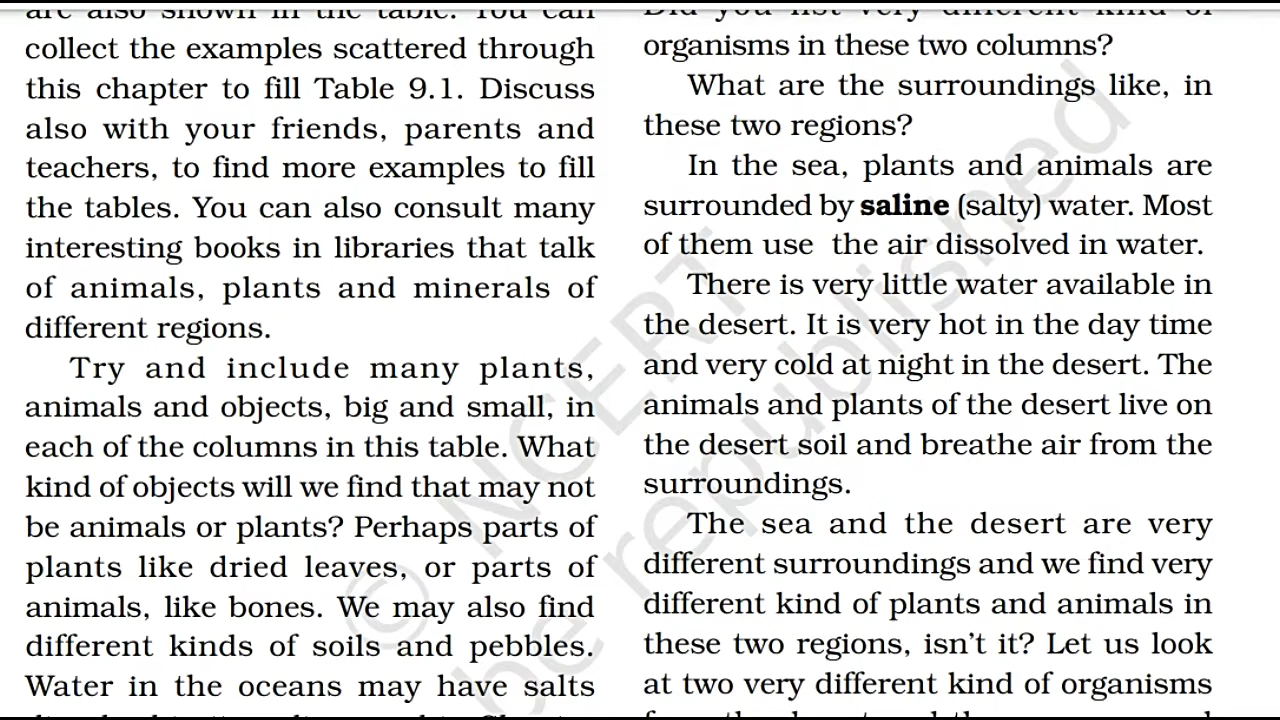 are also shown in the table. You can
collect the examples scattered through
this chapter to fill Table 9.1. Discuss
also with your friends, parents and
teachers, to find more examples to fill
the tables. You can also consult many
interesting books in libraries that talk
of animals, plants and minerals of
different regions.
Try and include many plants,
animals and objects, big and small, in
each of the columns in this table. What
kind of objects will we find that may not
be animals or plants? Perhaps parts of
plants like dried leaves, or parts of
animals, like bones. We may also find
different kinds of soils and pebbles.
Water in the oceans may have salts
Did you list very different kind of
organisms in these two columns?
What are the surroundings like, in
these two regions?
In the sea, plants and animals are
surrounded by saline (salty) water. Most
of them use the air dissolved in water.
There is very little water available in
the desert. It is very hot in the day time
and very cold at night in the desert. The
animals and plants of the desert live on
the desert soil and breathe air from the
surroundings.
The sea and the desert are very
different surroundings and we find very
different kind of plants and animals in
these two regions, isn't it? Let us look
at two very different kind of organisms
© NCERT
be republished